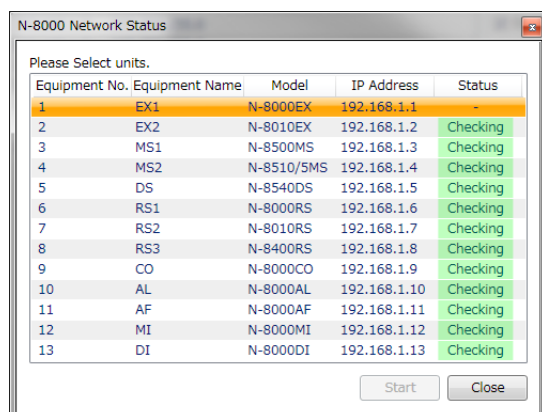 N-8000 Network Status
Please Select units.
Equipment No. Equipment Name Model IP Address Status
1 EX1 N-8000EX 192.168.1.1 -
2 EX2 N-8010EX 192.168.1.2 Checking
3 MS1 N-8500MS 192.168.1.3 Checking
4 MS2 N-8510/5MS 192.168.1.4 Checking
5 DS N-8540DS 192.168.1.5 Checking
6 RS1 N-8000RS 192.168.1.6 Checking
7 RS2 N-8010RS 192.168.1.7 Checking
8 RS3 N-8400RS 192.168.1.8 Checking
9 CO N-8000CO 192.168.1.9 Checking
10 AL N-8000AL 192.168.1.10 Checking
11 AF N-8000AF 192.168.1.11 Checking
12 MI N-8000MI 192.168.1.12 Checking
13 DI N-8000DI 192.168.1.13 Checking
Start Close